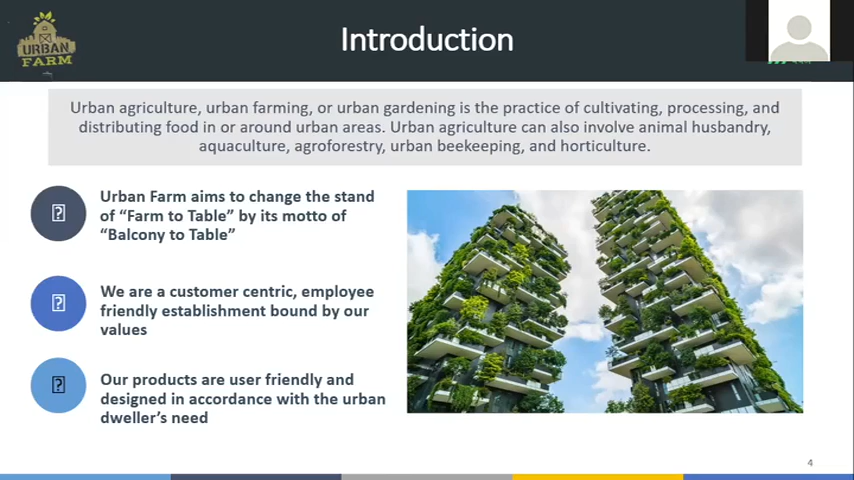 URBAN
FARM
Introduction
Urban agriculture, urban farming, or urban gardening is the practice of cultivating, processing, and
distributing food in or around urban areas. Urban agriculture can also involve animal husbandry,
aquaculture, agroforestry, urban beekeeping, and horticulture.
Urban Farm aims to change the stand
of “Farm to Table” by its motto of
“Balcony to Table”
We are a customer centric, employee
friendly establishment bound by our
values
Our products are user friendly and
designed in accordance with the urban
dweller’s need
4